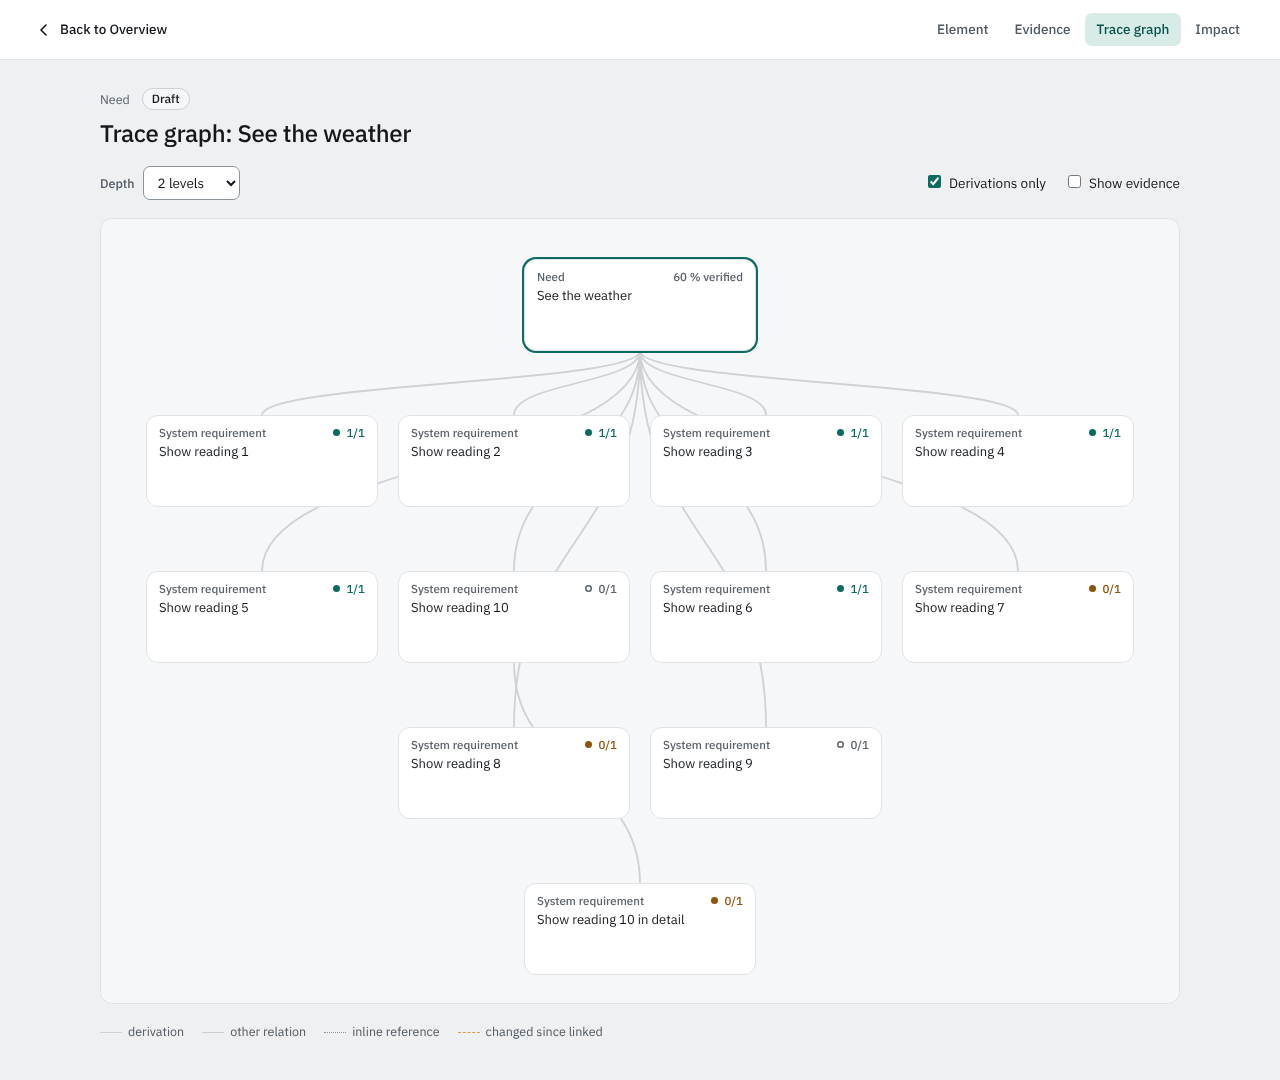 Back to Overview
Element
Evidence
Trace graph
Impact
Need
Draft
Trace graph: See the weather
Depth
2 levels
Derivations only
Show evidence
Need
60 % verified
See the weather
System requirement
1/1
Show reading 1
System requirement
1/1
Show reading 2
System requirement
1/1
Show reading 3
System requirement
1/1
Show reading 4
System requirement
1/1
Show reading 5
System requirement
0/1
Show reading 10
System requirement
1/1
Show reading 6
System requirement
0/1
Show reading 7
System requirement
0/1
Show reading 8
System requirement
0/1
Show reading 9
System requirement
0/1
Show reading 10 in detail
derivation
other relation
inline reference
changed since linked